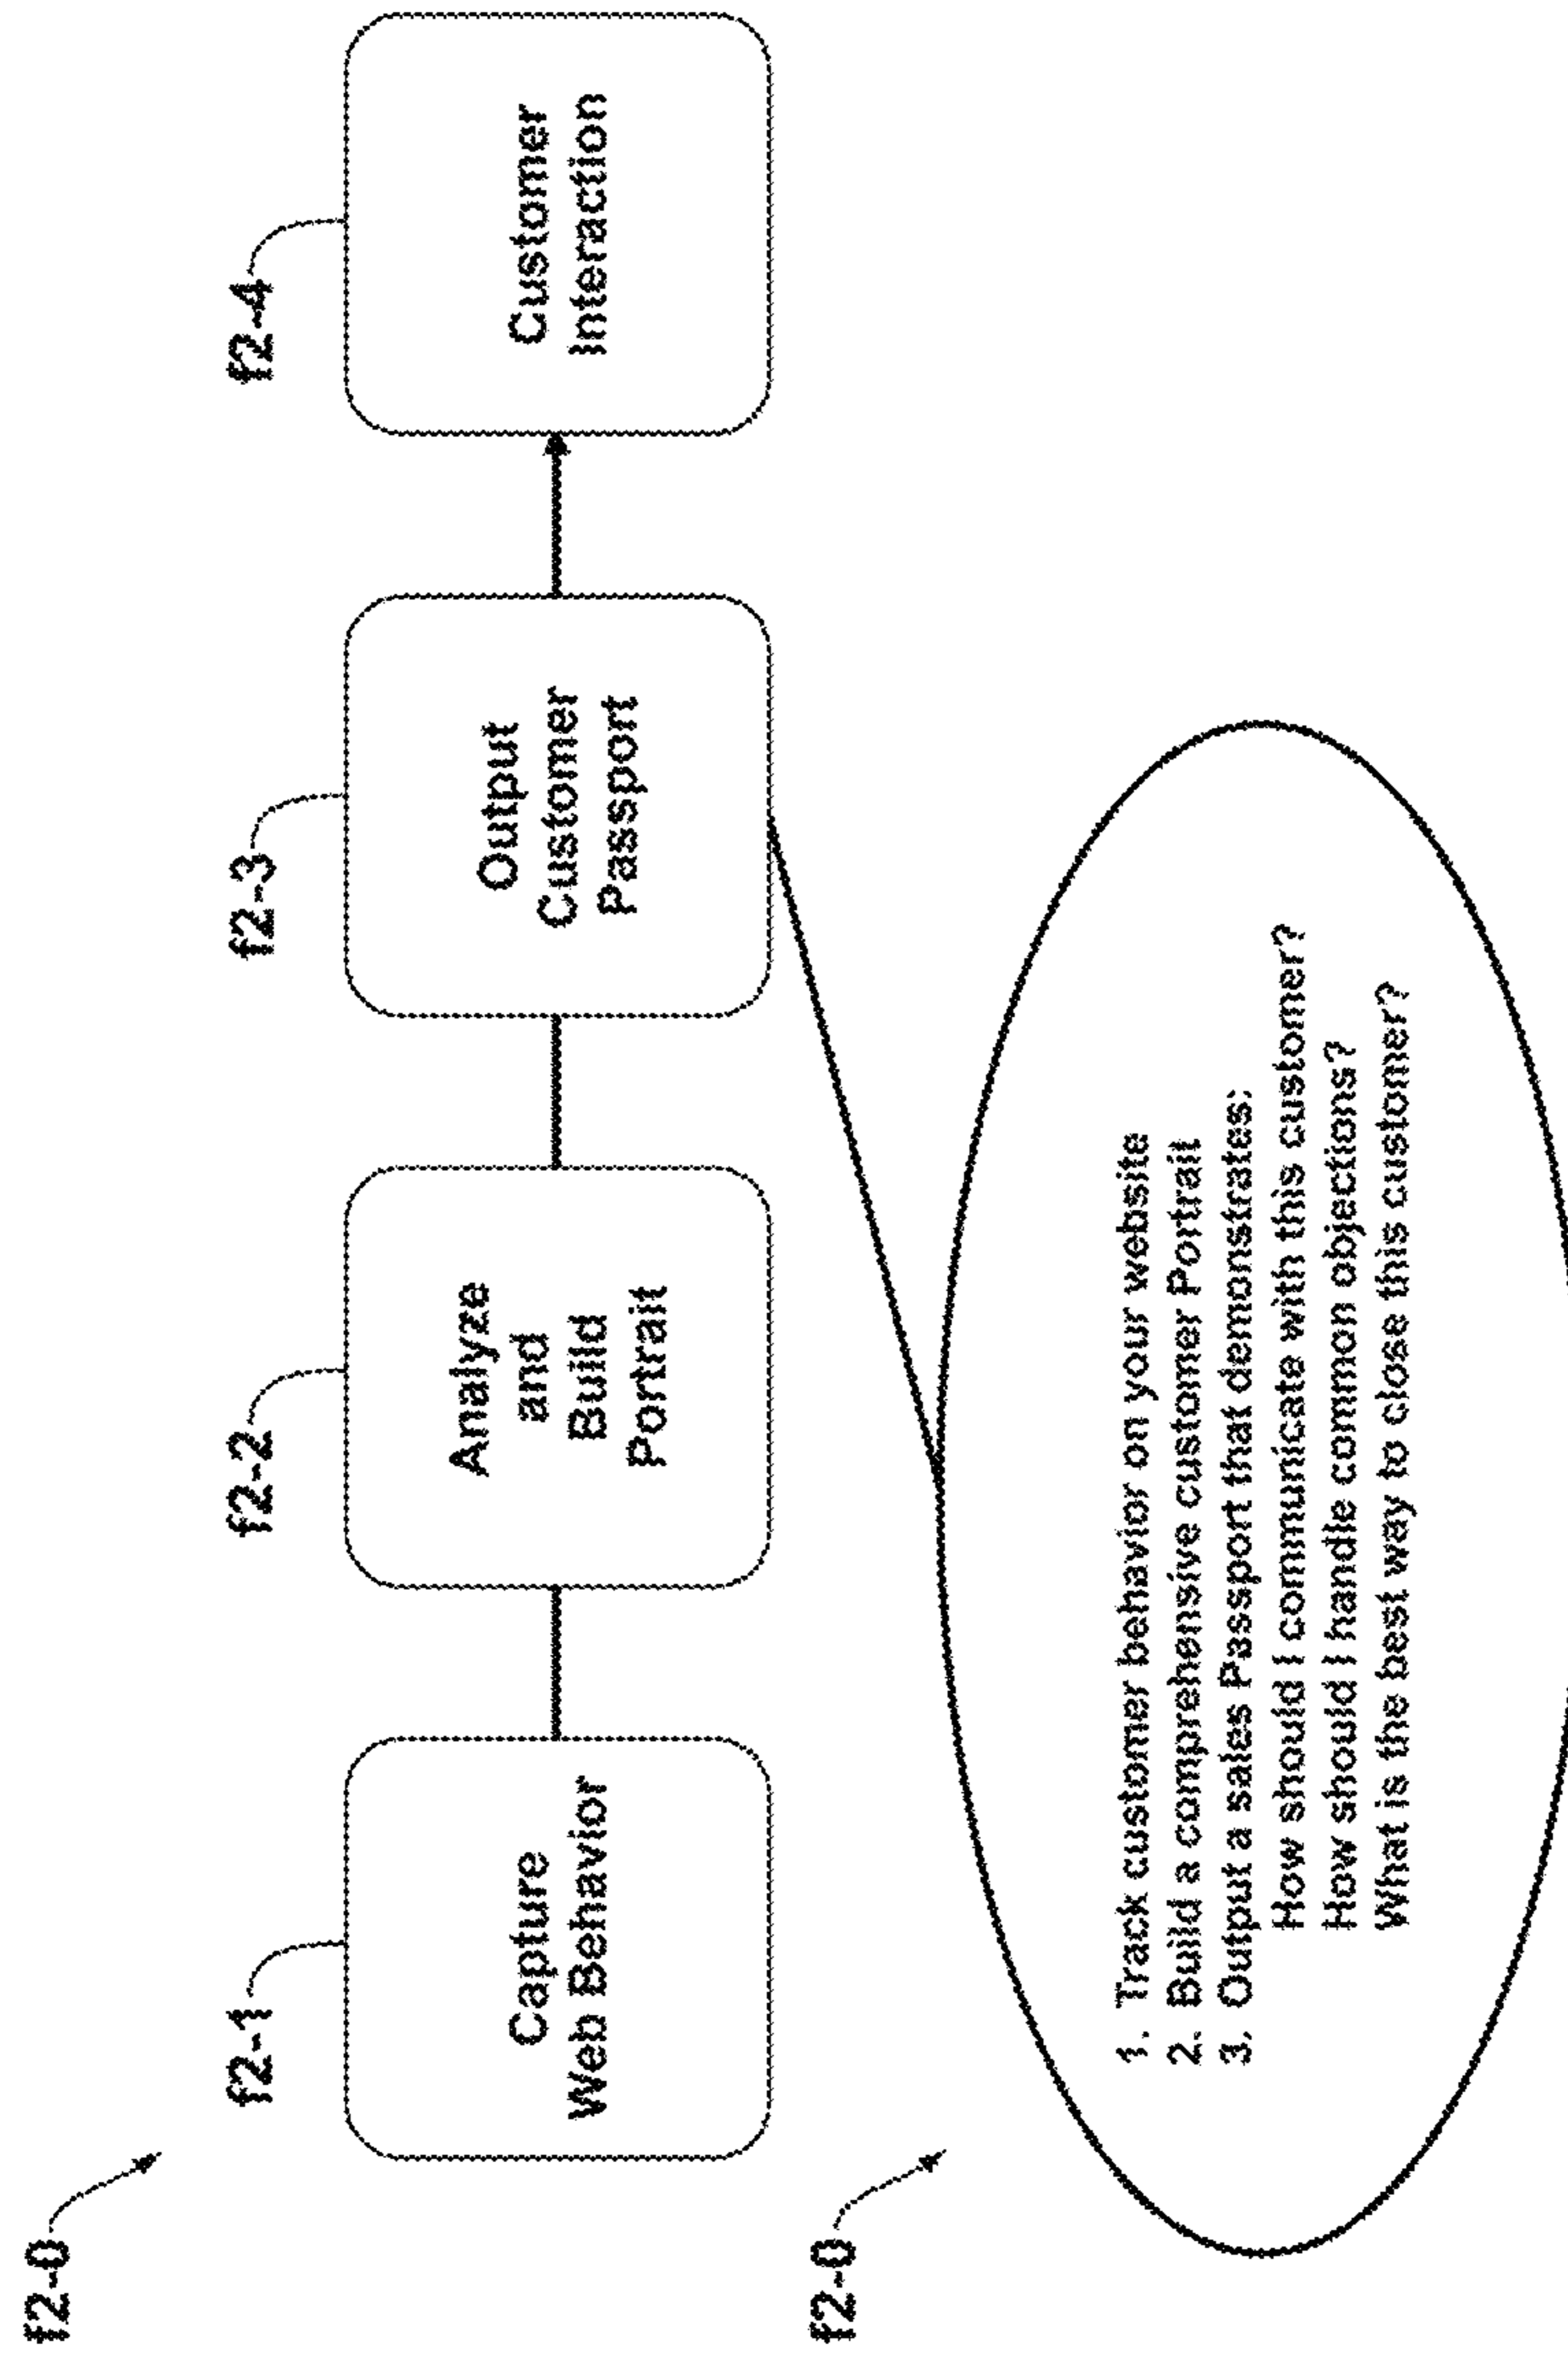 f2-0
f2-1
f2-2
f2-3
f2-4
Capture
Web Behavior
Analyze
and
Build
Portrait
Output
Customer
Passport
Customer
Interaction
f2-0
1. Track customer behavior on your website
2. Build a comprehensive customer Portrait
3. Output a sales Passport that demonstrates:
How should I communicate with this customer?
How should I handle common objections?
What is the best way to close this customer?